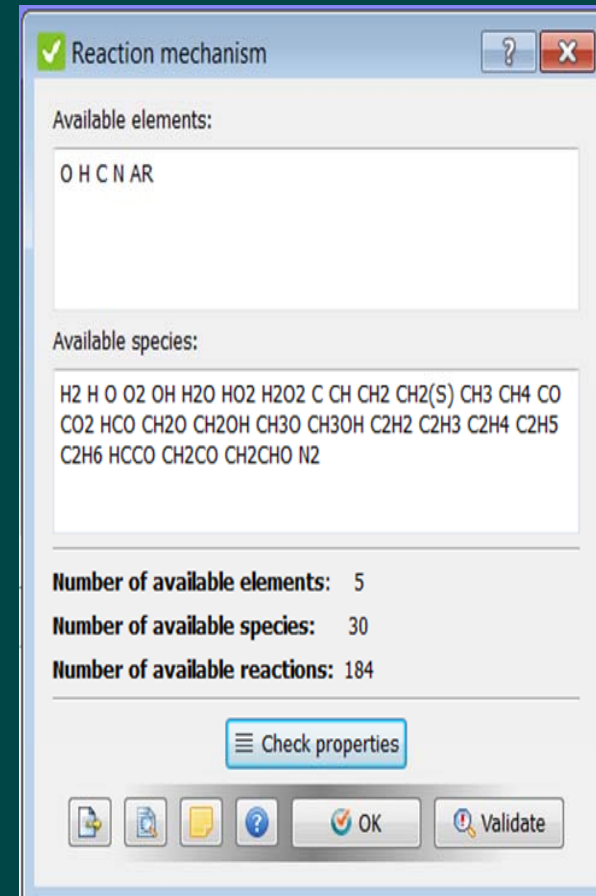 Reaction mechanism
Available elements:
O H C N AR
Available species:
H2 H O O2 OH H2O HO2 H2O2 C CH CH2 CH2(S) CH3 CH4 CO
CO2 HCO CH2O CH2OH CH3O CH3OH C2H2 C2H3 C2H4 C2H5
C2H6 HCCO CH2CO CH2CHO N2
Number of available elements: 5
Number of available species: 30
Number of available reactions: 184
Check properties
OK Validate